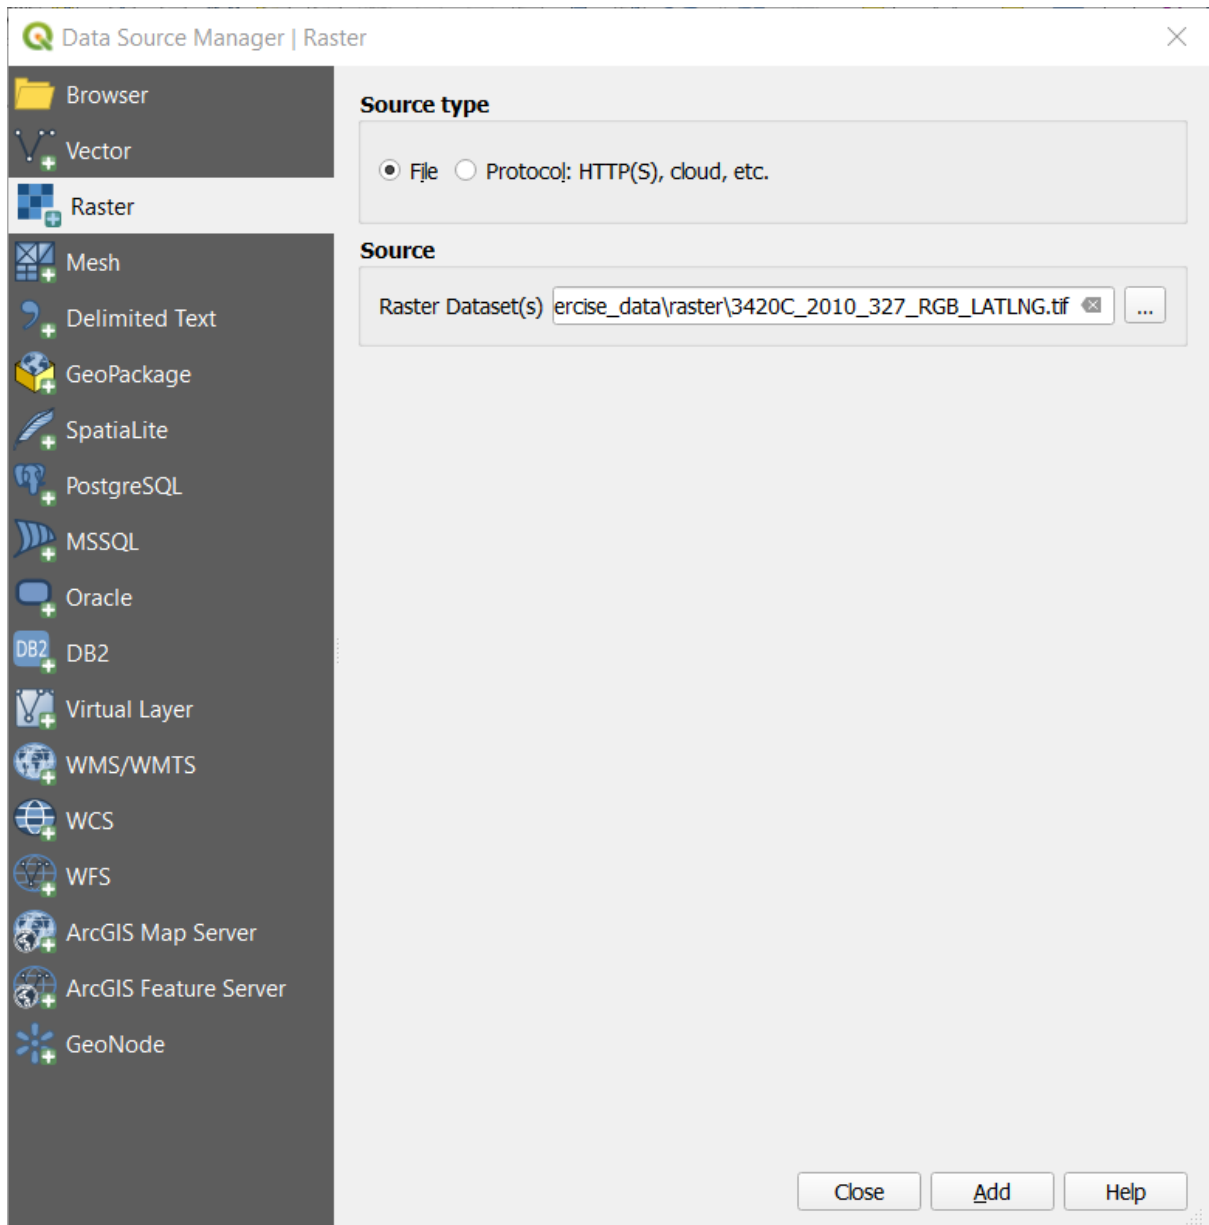 Data Source Manager | Raster
Browser
Vector
Raster
Mesh
Delimited Text
GeoPackage
SpatiaLite
PostgreSQL
MSSQL
Oracle
DB2
DB2
Virtual Layer
WMS/WMTS
WCS
WFS
ArcGIS Map Server
ArcGIS Feature Server
GeoNode
Source type
File
Protocol: HTTP(S), cloud, etc.
Source
Raster Dataset(s) ercise_data\raster\3420C_2010_327_RGB_LATLNG.tif ...
Close Add Help